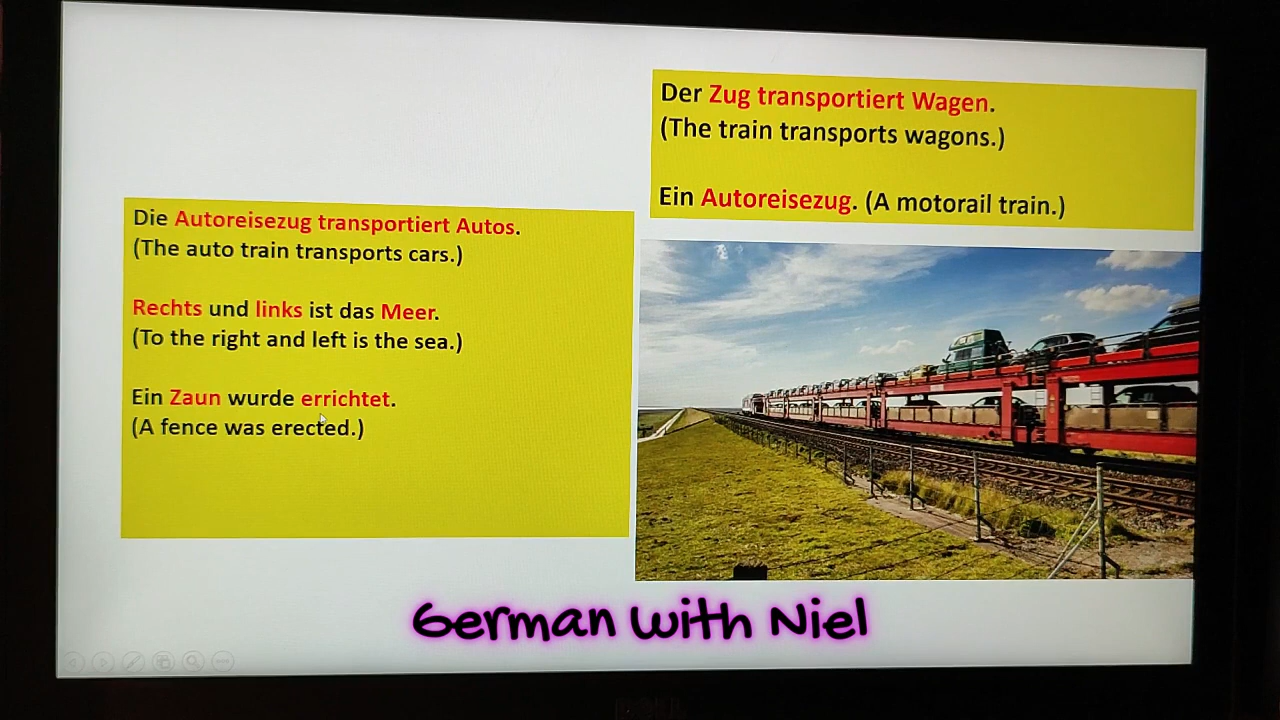 Der Zug transportiert Wagen.
(The train transports wagons.)
Ein Autoreisezug. (A motorail train.)
Die Autoreisezug transportiert Autos.
(The auto train transports cars.)
Rechts und links ist das Meer.
(To the right and left is the sea.)
Ein Zaun wurde errichtet.
(A fence was erected.)
German with Niel